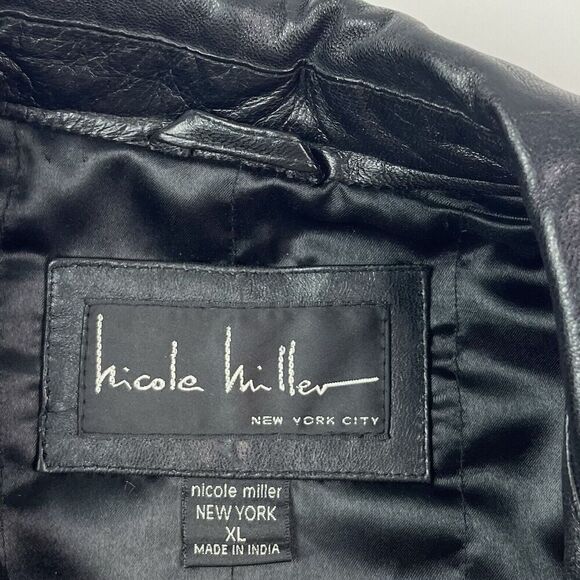 nicole miller
NEW YORK CITY
nicole miller
NEW YORK
XL
MADE IN INDIA